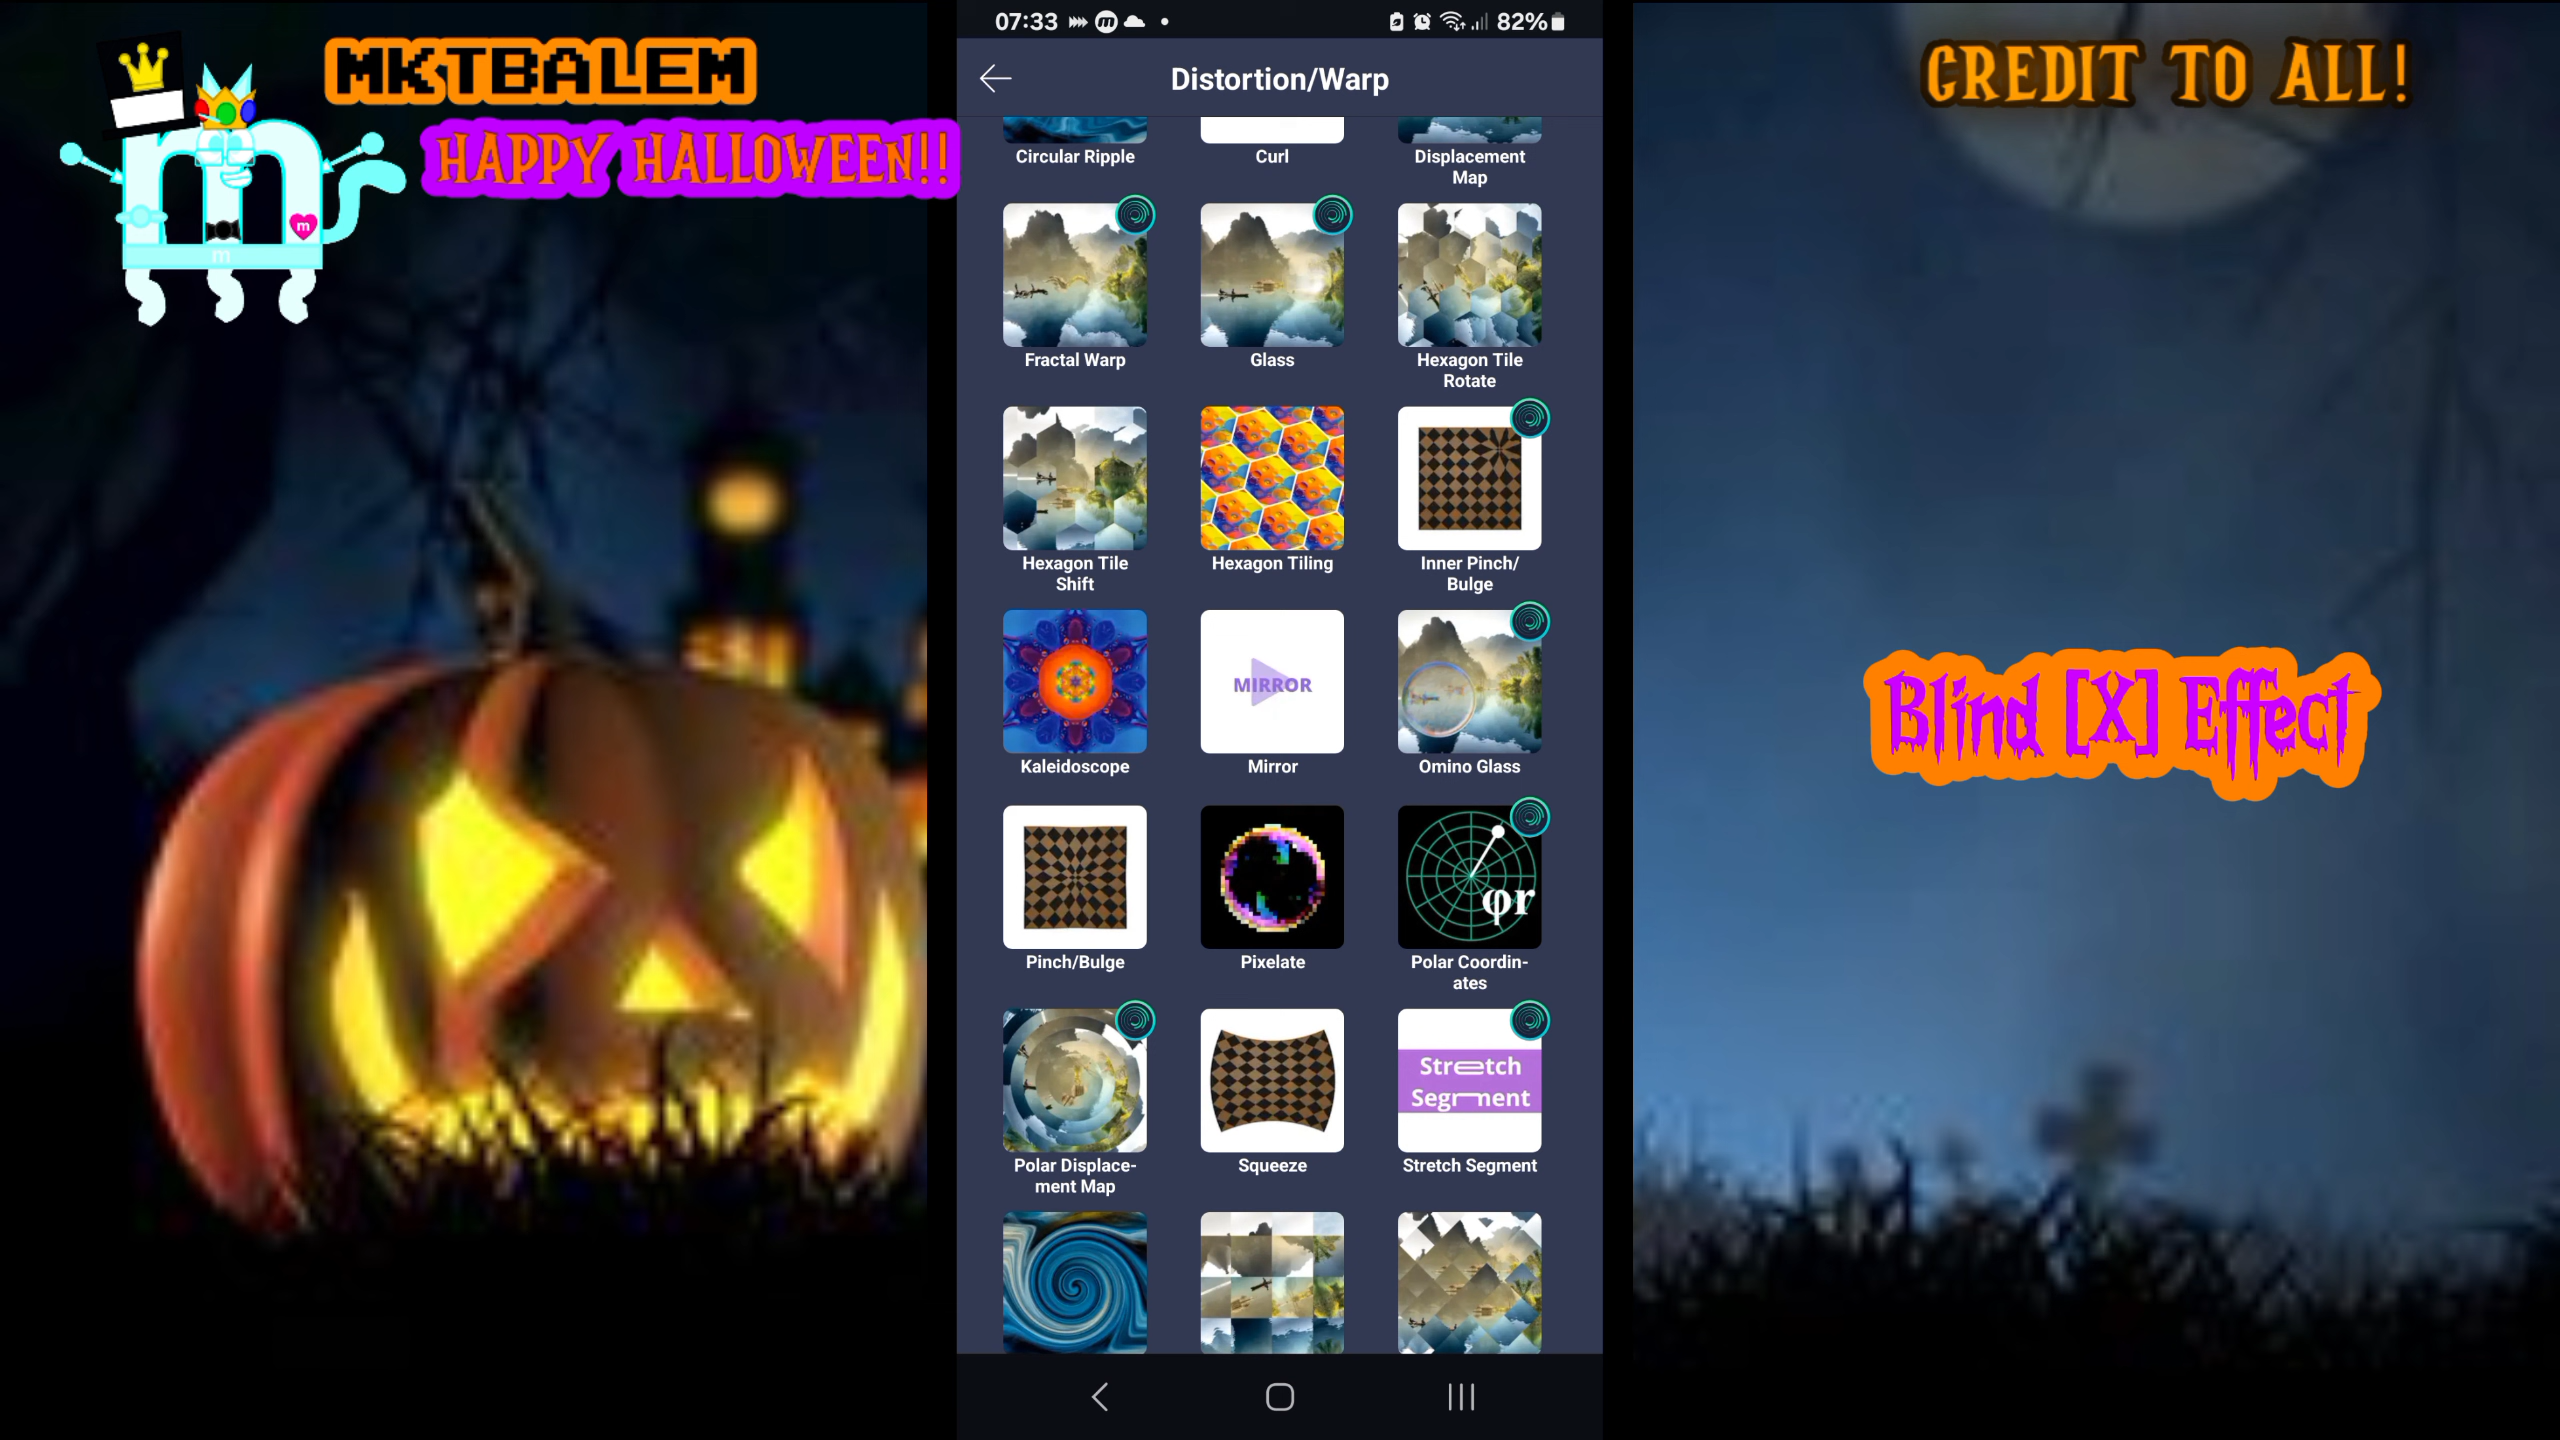 MKTBALEM
HAPPY HALLOWEEN!!
m
m
07:33
82%
Distortion/Warp
Circular Ripple
Curl
Displacement
Map
Fractal Warp
Glass
Hexagon Tile
Rotate
Hexagon Tile
Shift
Hexagon Tiling
Inner Pinch/
Bulge
Kaleidoscope
MIRROR
Mirror
Omino Glass
Pinch/Bulge
Pixelate
φr
Polar Coordin-
ates
Polar Displace-
ment Map
Squeeze
Stretch
Segment
Stretch Segment
CREDIT TO ALL!
Blind [X] Effect